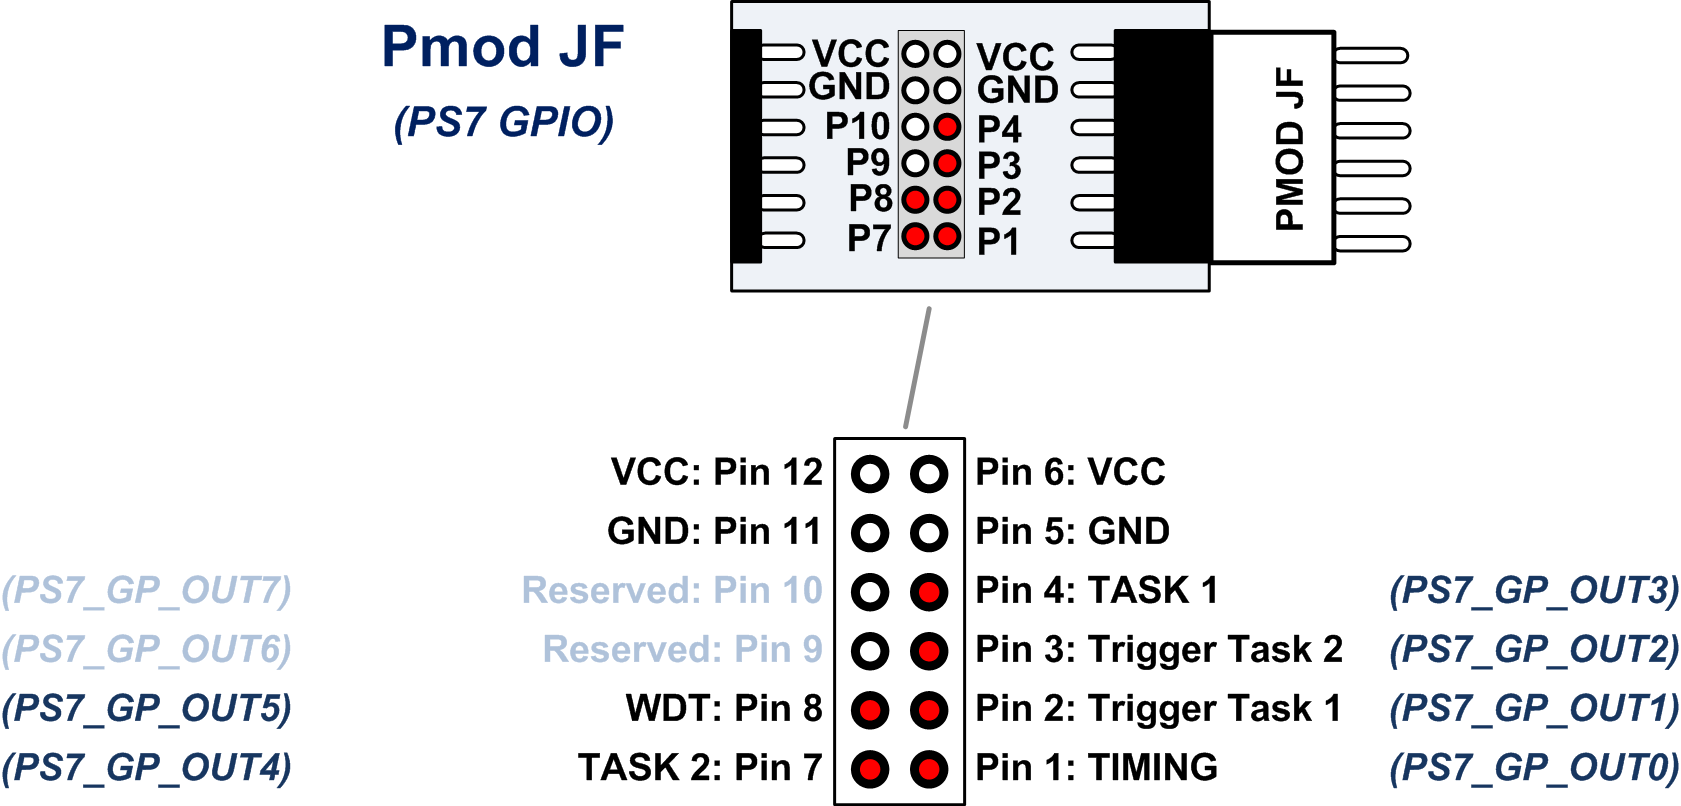 Pmod JF
(PS7 GPIO)
VCC VCC
GND GND
P10 P4
P9 P3
P8 P2
P7 P1
PMOD JF
VCC: Pin 12 Pin 6: VCC
GND: Pin 11 Pin 5: GND
(PS7_GP_OUT7) Reserved: Pin 10 Pin 4: TASK 1 (PS7_GP_OUT3)
(PS7_GP_OUT6) Reserved: Pin 9 Pin 3: Trigger Task 2 (PS7_GP_OUT2)
(PS7_GP_OUT5) WDT: Pin 8 Pin 2: Trigger Task 1 (PS7_GP_OUT1)
(PS7_GP_OUT4) TASK 2: Pin 7 Pin 1: TIMING (PS7_GP_OUT0)